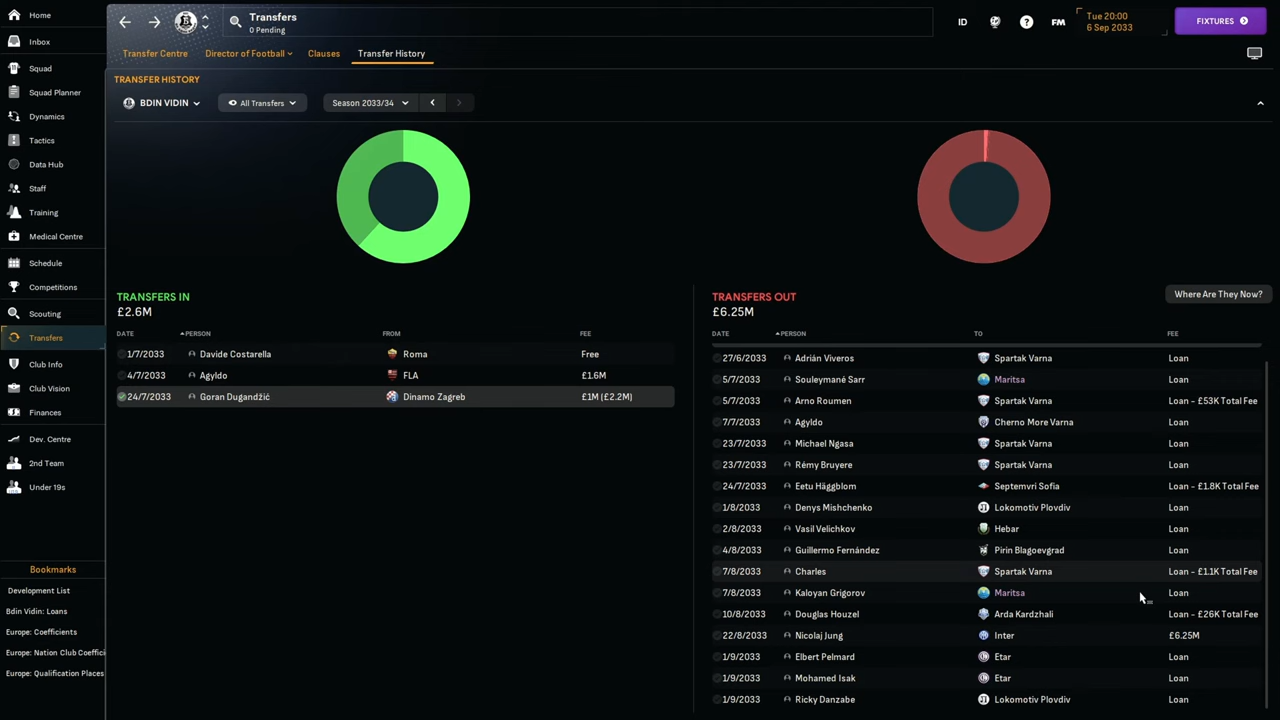 Home
Inbox
Squad
Squad Planner
Dynamics
Tactics
Data Hub
Staff
Training
Medical Centre
Schedule
Competitions
Scouting
Transfers
Club Info
Club Vision
Finances
Dev. Centre
2nd Team
Under 19s
Bookmarks
Development List
Bdin Vidin: Loans
Europe: Coefficients
Europe: Nation Club Coeffici
Europe: Qualification Places
Transfers
0 Pending
ID
?
FM
Tue 20:00
6 Sep 2033
FIXTURES
Transfer Centre
Director of Football
Clauses
Transfer History
TRANSFER HISTORY
BDIN VIDIN
All Transfers
Season 2033/34
TRANSFERS IN
£2.6M
DATE PERSON FROM FEE
1/7/2033 Davide Costarella Roma Free
4/7/2033 Agyldo FLA £1.6M
24/7/2033 Goran Dugandžić Dinamo Zagreb £1M (£2.2M)
TRANSFERS OUT
£6.25M
Where Are They Now?
DATE PERSON TO FEE
27/6/2033 Adrián Viveros Spartak Varna Loan
5/7/2033 Souleymané Sarr Maritsa Loan
5/7/2033 Arno Roumen Spartak Varna Loan - £53K Total Fee
7/7/2033 Agyldo Cherno More Varna Loan
23/7/2033 Michael Ngasa Spartak Varna Loan
23/7/2033 Rémy Bruyere Spartak Varna Loan
24/7/2033 Eetu Häggblom Septemvri Sofia Loan - £1.8K Total Fee
1/8/2033 Denys Mishchenko Lokomotiv Plovdiv Loan
2/8/2033 Vasil Velichkov Hebar Loan
4/8/2033 Guillermo Fernández Pirin Blagoevgrad Loan
7/8/2033 Charles Spartak Varna Loan - £1.1K Total Fee
7/8/2033 Kaloyan Grigorov Maritsa Loan
10/8/2033 Douglas Houzel Arda Kardzhali Loan - £26K Total Fee
22/8/2033 Nicolaj Jung Inter £6.25M
1/9/2033 Elbert Pelmard Etar Loan
1/9/2033 Mohamed Isak Etar Loan
1/9/2033 Ricky Danzabe Lokomotiv Plovdiv Loan